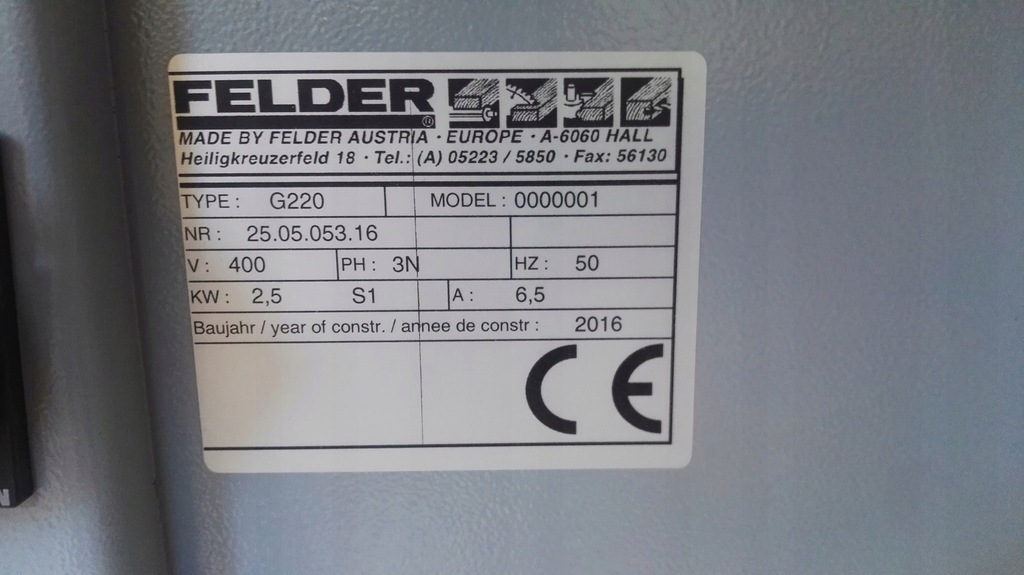 FELDER ®
MADE BY FELDER AUSTRIA · EUROPE · A-6060 HALL
Heiligkreuzerfeld 18 · Tel.: (A) 05223 / 5850 · Fax: 56130
TYPE : G220 MODEL : 0000001
NR : 25.05.053.16
V : 400 PH : 3N HZ : 50
KW : 2,5 S1 A : 6,5
Baujahr / year of constr. / annee de constr : 2016
CE
N